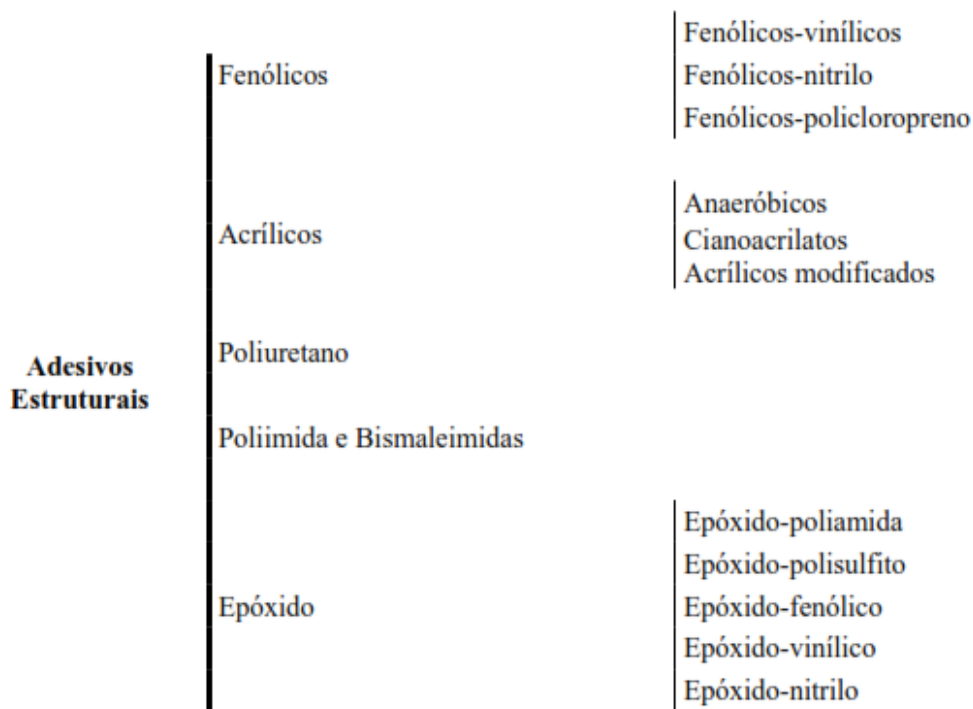 Adesivos
Estruturais
Fenólicos
Fenólicos-vinílicos
Fenólicos-nitrilo
Fenólicos-policloropreno
Acrílicos
Anaeróbicos
Cianoacrilatos
Acrílicos modificados
Poliuretano
Poliimida e Bismaleimidas
Epóxido
Epóxido-poliamida
Epóxido-polisulfito
Epóxido-fenólico
Epóxido-vinílico
Epóxido-nitrilo